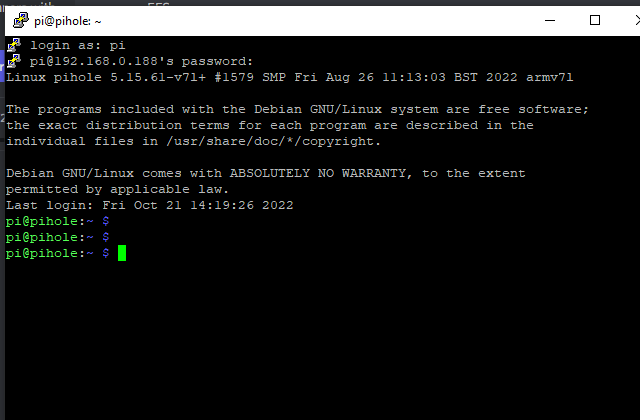 pi@pihole: ~
login as: pi
pi@192.168.0.188's password:
Linux pihole 5.15.61-v7l+ #1579 SMP Fri Aug 26 11:13:03 BST 2022 armv7l
The programs included with the Debian GNU/Linux system are free software;
the exact distribution terms for each program are described in the
individual files in /usr/share/doc/*/copyright.
Debian GNU/Linux comes with ABSOLUTELY NO WARRANTY, to the extent
permitted by applicable law.
Last login: Fri Oct 21 14:19:26 2022
pi@pihole:~ $
pi@pihole:~ $
pi@pihole:~ $